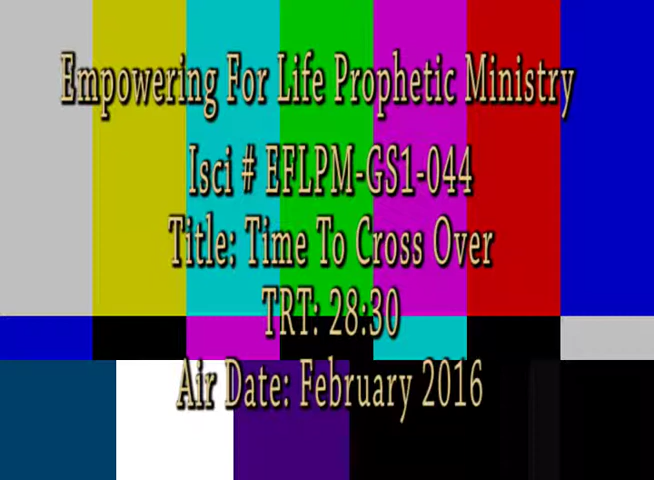 Empowering For Life Prophetic Ministry
Isci # EFLPM-GS1-044
Title: Time To Cross Over
TRT: 28:30
Air Date: February 2016